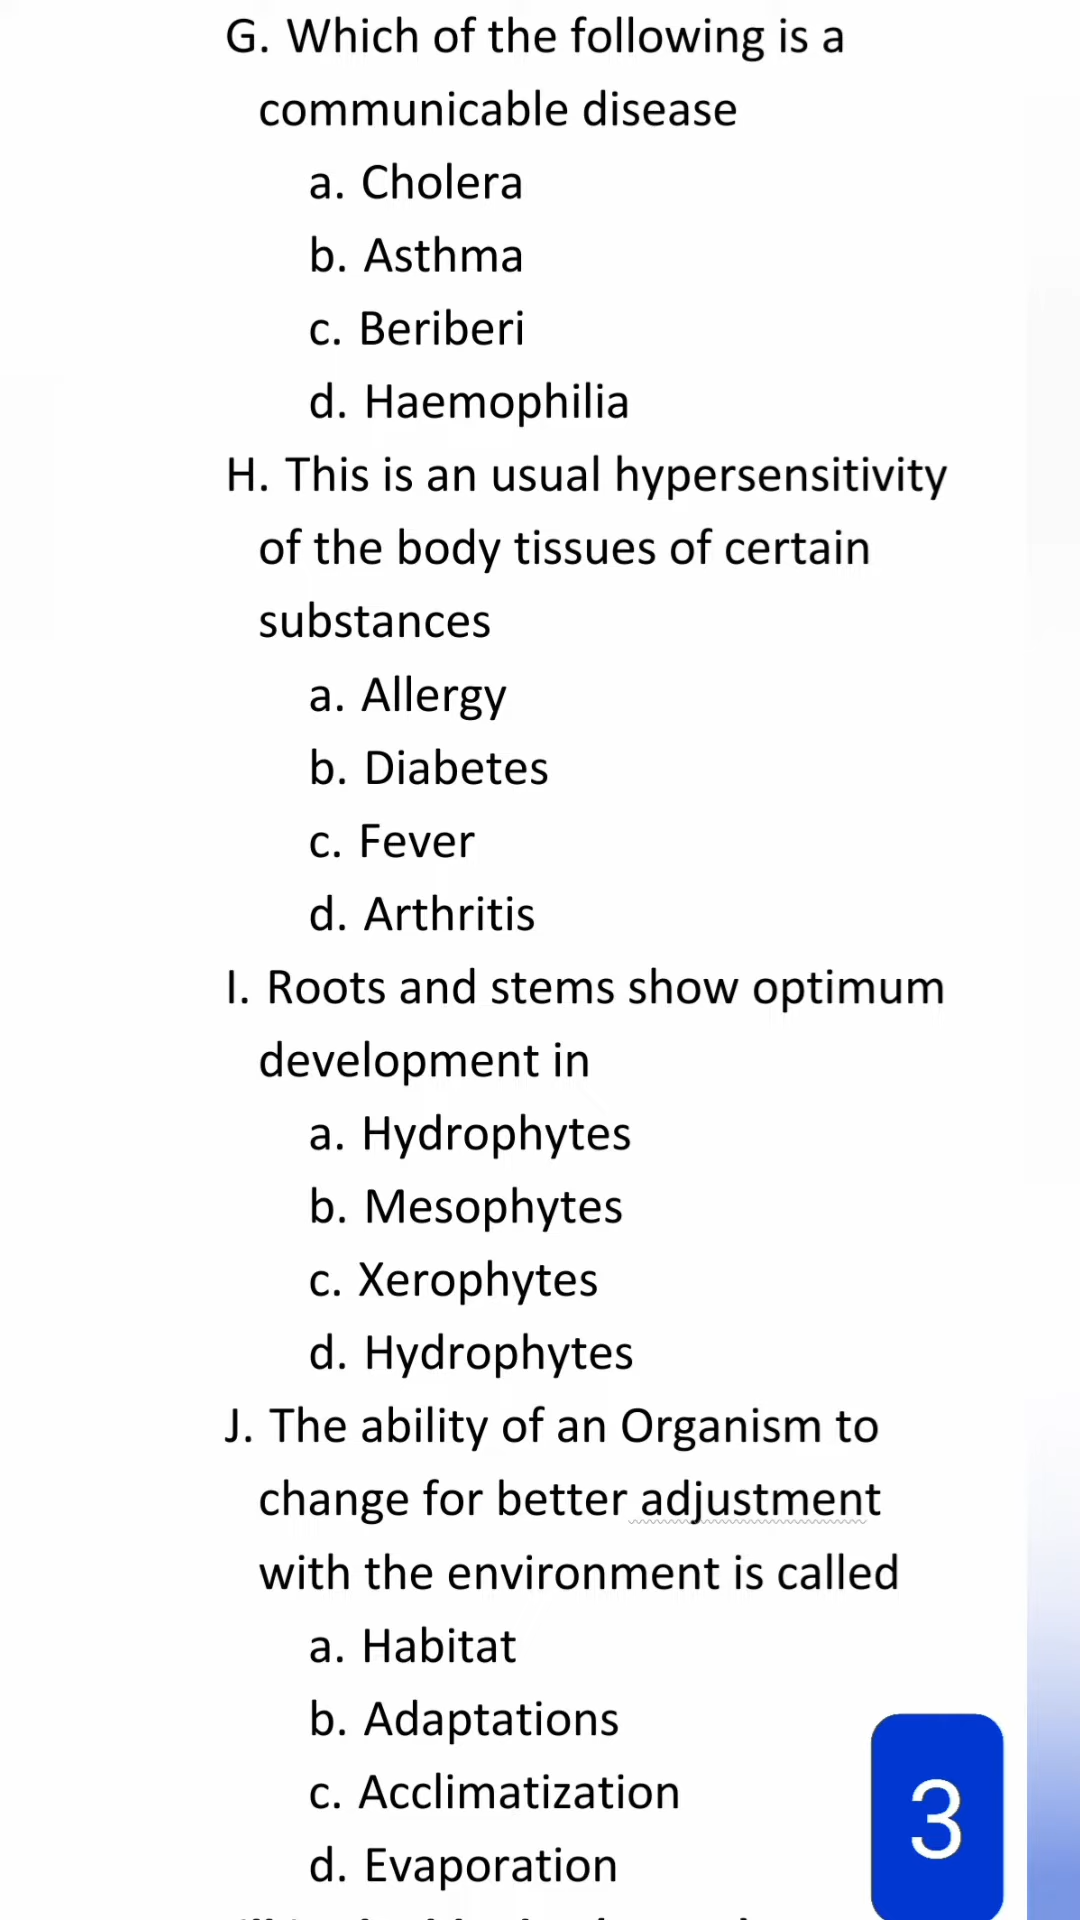 G. Which of the following is a
communicable disease
a. Cholera
b. Asthma
c. Beriberi
d. Haemophilia
H. This is an usual hypersensitivity
of the body tissues of certain
substances
a. Allergy
b. Diabetes
c. Fever
d. Arthritis
I. Roots and stems show optimum
development in
a. Hydrophytes
b. Mesophytes
c. Xerophytes
d. Hydrophytes
J. The ability of an Organism to
change for better adjustment
with the environment is called
a. Habitat
b. Adaptations
c. Acclimatization
d. Evaporation
3